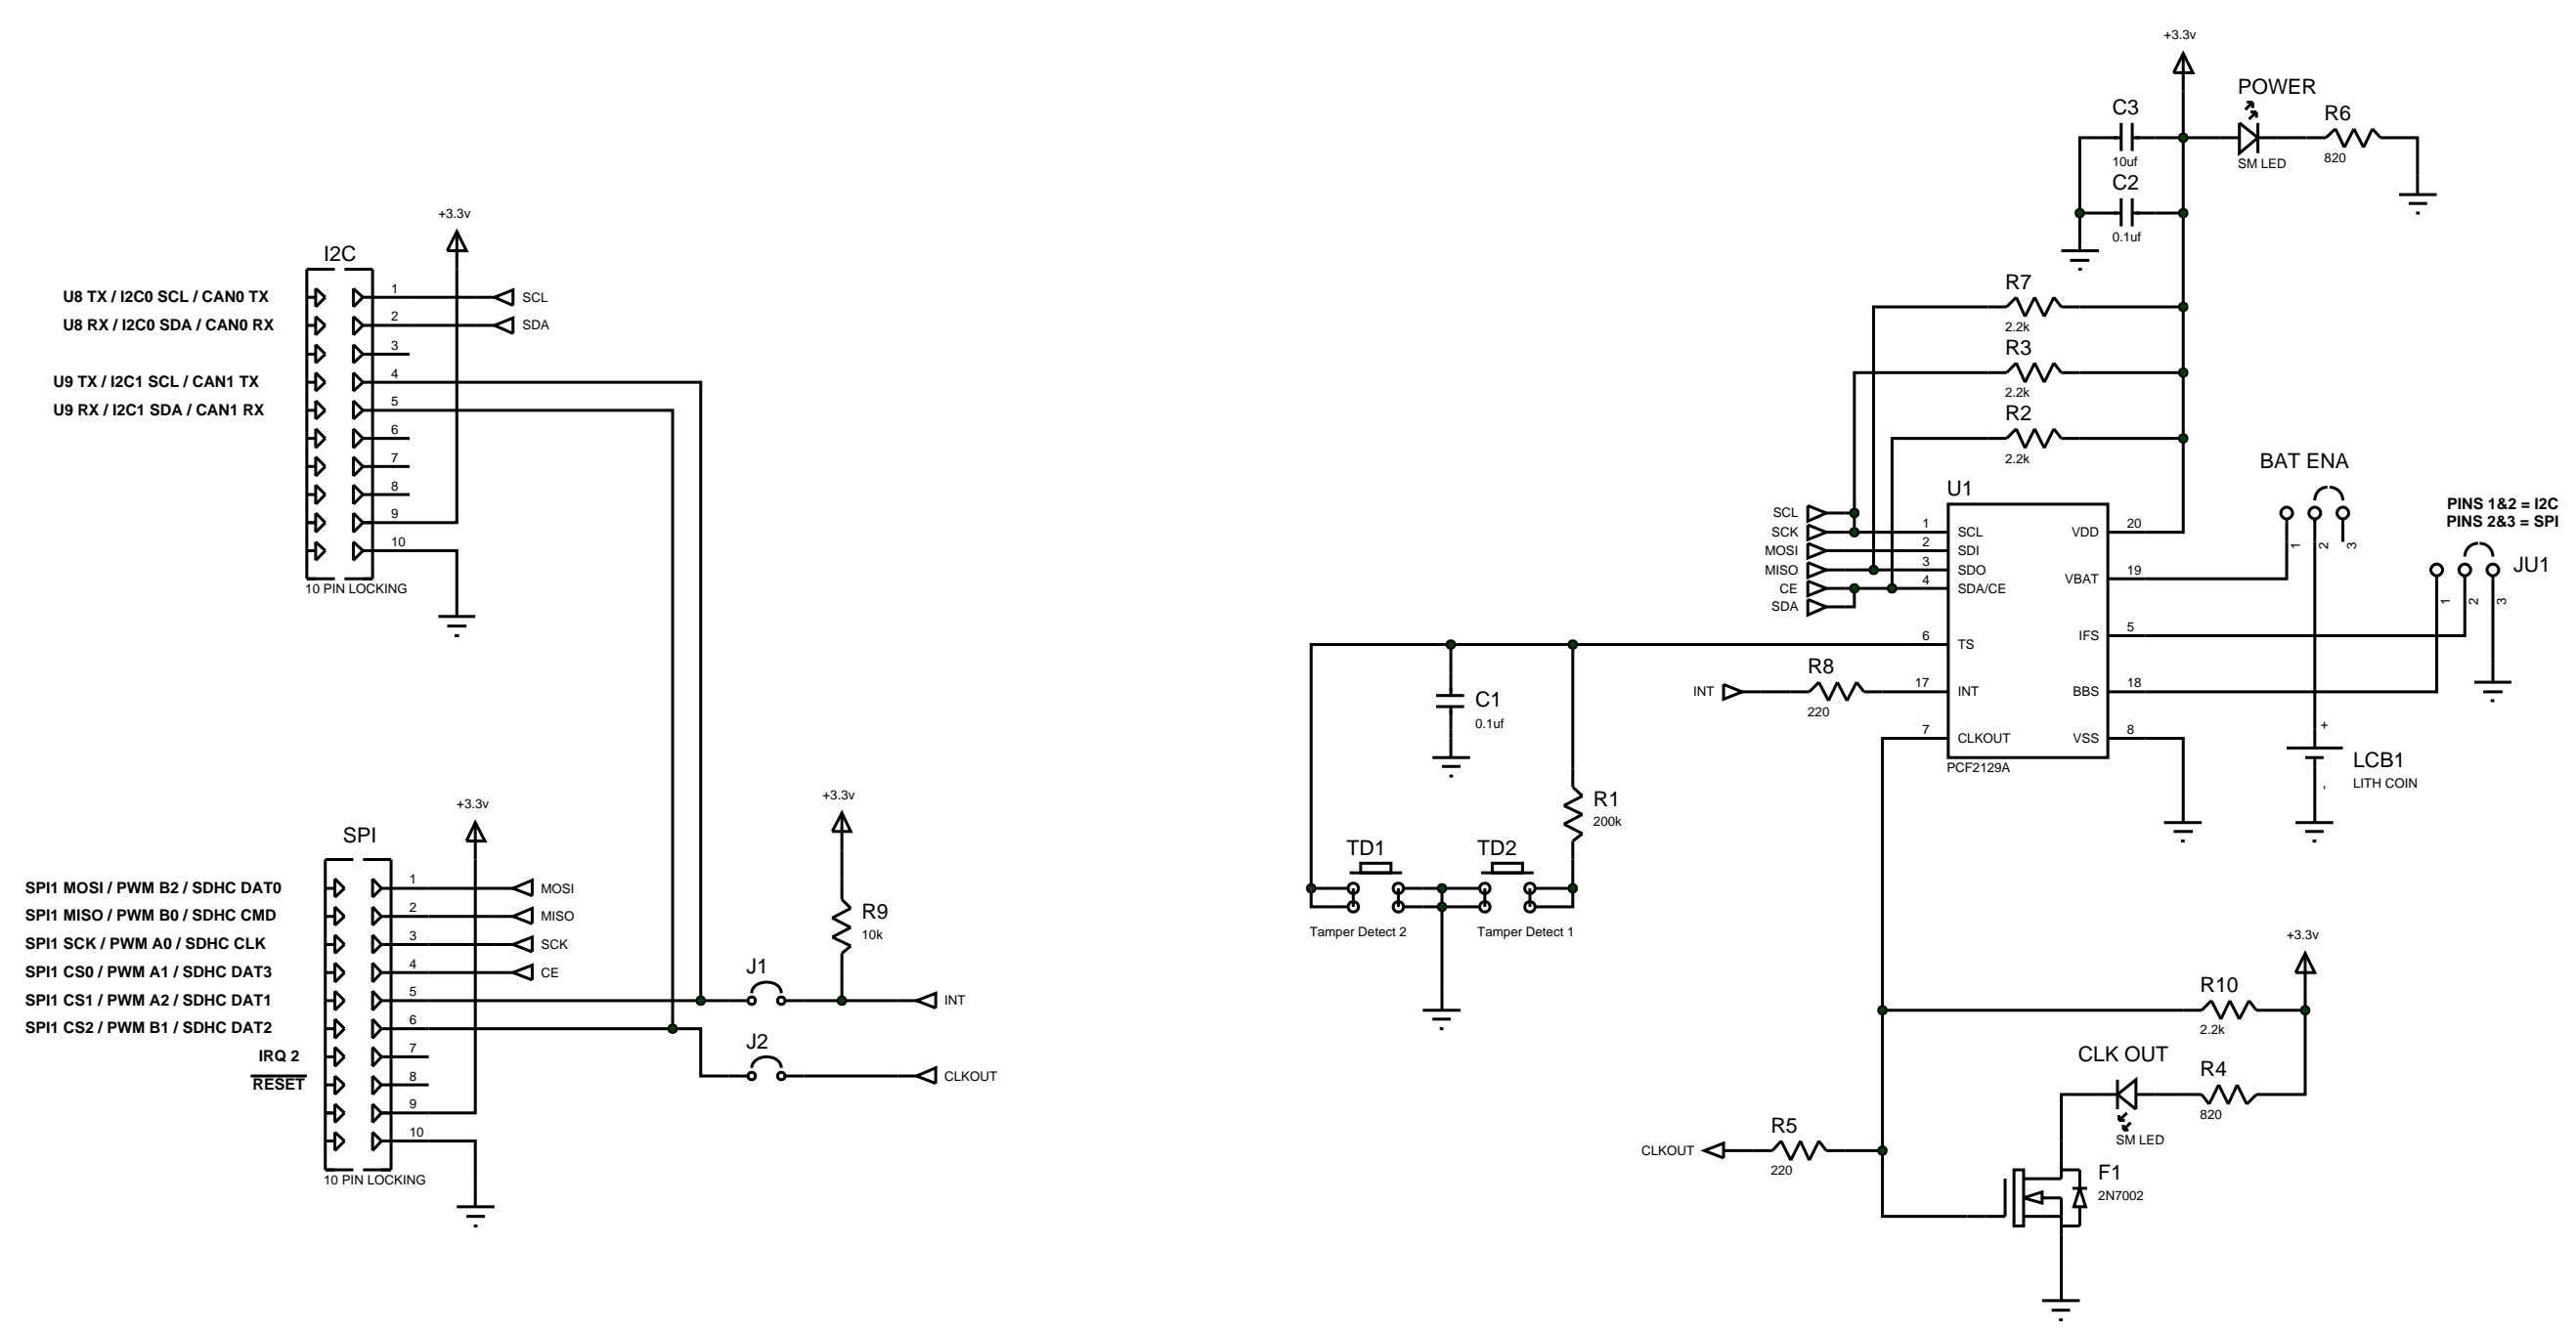 +3.3v
I2C
U8 TX / I2C0 SCL / CAN0 TX
1
SCL
U8 RX / I2C0 SDA / CAN0 RX
2
SDA
3
U9 TX / I2C1 SCL / CAN1 TX
4
U9 RX / I2C1 SDA / CAN1 RX
5
6
7
8
9
10
10 PIN LOCKING
+3.3v
SPI
SPI1 MOSI / PWM B2 / SDHC DAT0
1
MOSI
SPI1 MISO / PWM B0 / SDHC CMD
2
MISO
SPI1 SCK / PWM A0 / SDHC CLK
3
SCK
SPI1 CS0 / PWM A1 / SDHC DAT3
4
CE
SPI1 CS1 / PWM A2 / SDHC DAT1
5
SPI1 CS2 / PWM B1 / SDHC DAT2
6
IRQ 2
7
RESET
8
9
10
10 PIN LOCKING
+3.3v
R9
10k
J1
INT
J2
CLKOUT
+3.3v
POWER
SM LED
R6
820
C3
10uf
C2
0.1uf
R7
2.2k
R3
2.2k
R2
2.2k
U1
SCL
SCK
MOSI
MISO
CE
SDA
1
SCL
2
SDI
3
SDO
4
SDA/CE
6
TS
17
INT
7
CLKOUT
VDD
20
VBAT
19
IFS
5
BBS
18
VSS
8
PCF2129A
BAT ENA
1
2
3
PINS 1&2 = I2C
PINS 2&3 = SPI
JU1
1
2
3
+
LCB1
LITH COIN
-
INT
R8
220
C1
0.1uf
R1
200k
TD1
TD2
Tamper Detect 2
Tamper Detect 1
+3.3v
R10
2.2k
CLK OUT
SM LED
R4
820
CLKOUT
R5
220
F1
2N7002